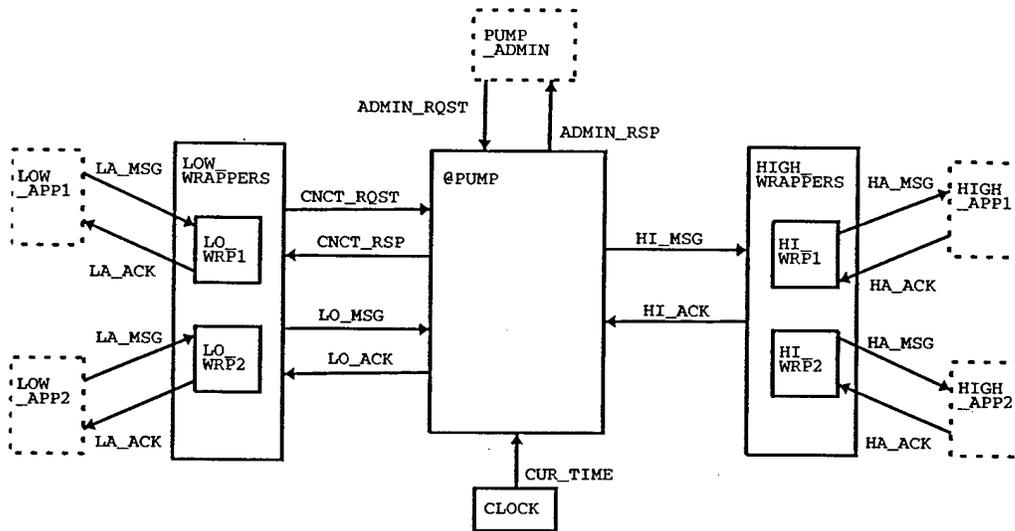 PUMP
_ADMIN
ADMIN_RQST
ADMIN_RSP
LOW
_APP1
LA_MSG
LA_ACK
LOW_
WRAPPERS
LO_
WRP1
CNCT_RQST
CNCT_RSP
@PUMP
HI_MSG
HIGH_
WRAPPERS
HI_
WRP1
HA_MSG
HA_ACK
HIGH
_APP1
LOW
_APP2
LA_MSG
LA_ACK
LO_
WRP2
LO_MSG
LO_ACK
HI_ACK
HI_
WRP2
HA_MSG
HA_ACK
HIGH
_APP2
CUR_TIME
CLOCK